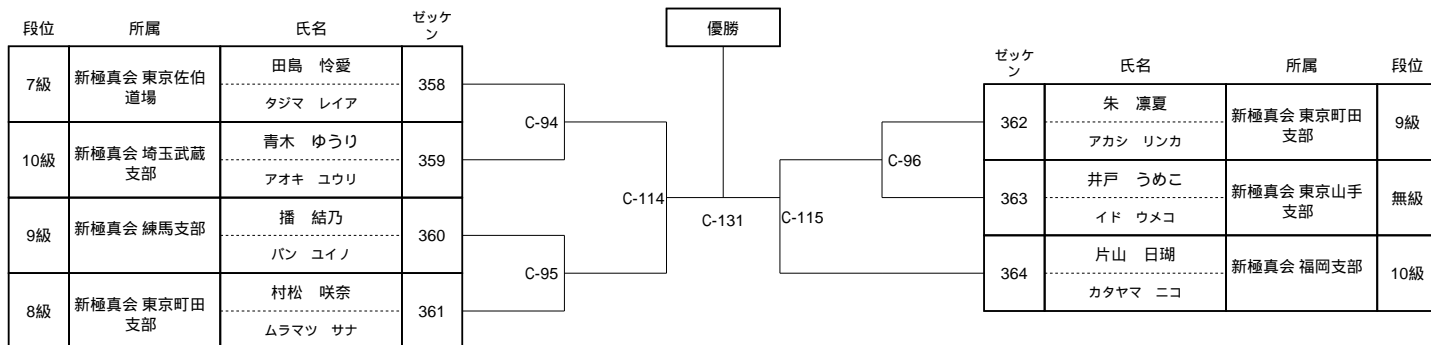 優勝
段位
所属
氏名
ゼッケ
ン
7級
新極真会 東京佐伯
道場
田島 怜愛
タジマ レイア
358
10級
新極真会 埼玉武蔵
支部
青木 ゆうり
アオキ ユウリ
359
9級
新極真会 練馬支部
播 結乃
バン ユイノ
360
8級
新極真会 東京町田
支部
村松 咲奈
ムラマツ サナ
361
C-94
C-95
C-114
C-131
C-115
C-96
ゼッケ
ン
氏名
所属
段位
362
朱 凛夏
アカシ リンカ
新極真会 東京町田
支部
9級
363
井戸 うめこ
イド ウメコ
新極真会 東京山手
支部
無級
364
片山 日瑚
カタヤマ ニコ
新極真会 福岡支部
10級